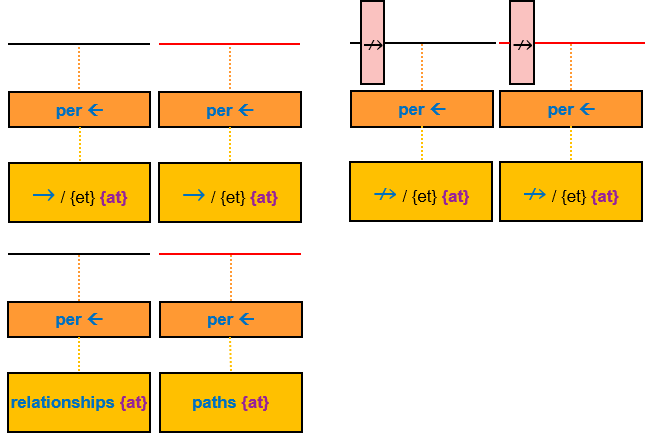 ↛ ↛
per ← per ← per ← per ←
→ / {et} {at} → / {et} {at} ↛ / {et} {at} ↛ / {et} {at}
per ← per ←
relationships {at} paths {at}